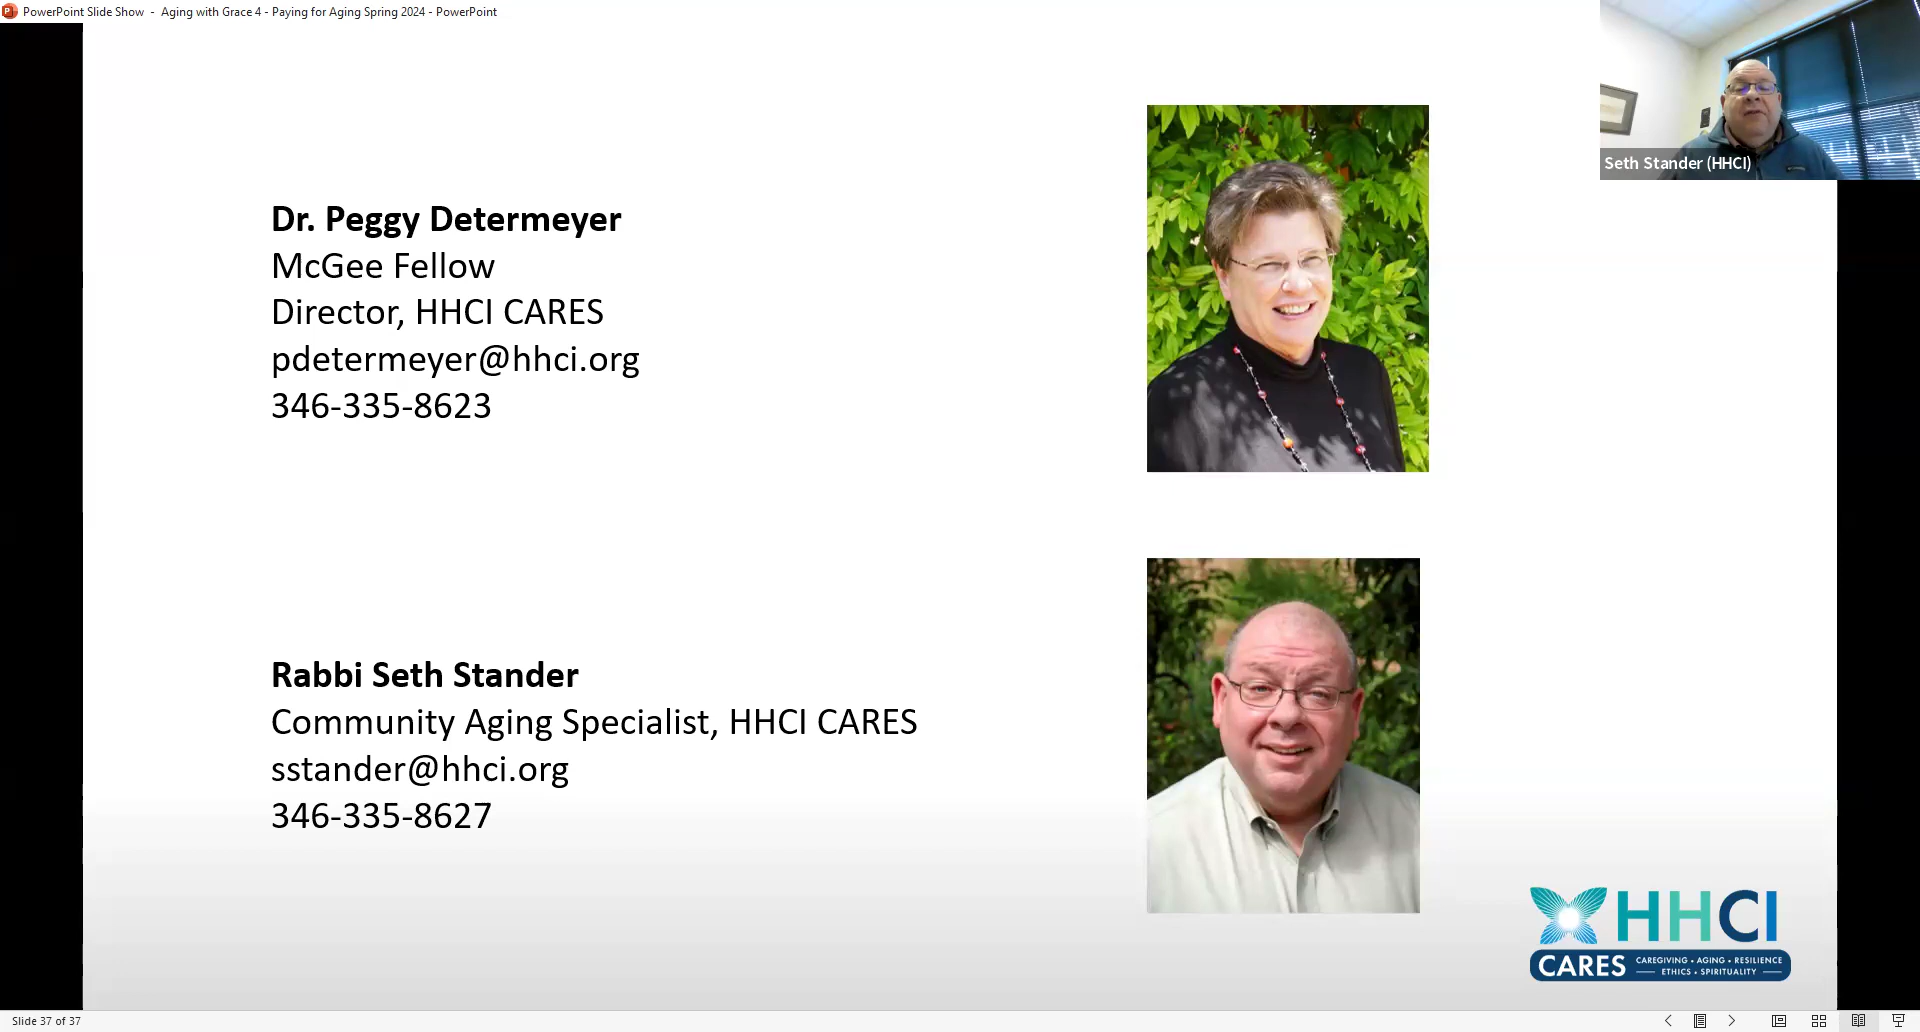 PowerPoint Slide Show - Aging with Grace 4 - Paying for Aging Spring 2024 - PowerPoint
Seth Stander (HHCI)
Dr. Peggy Determeyer
McGee Fellow
Director, HHCI CARES
pdetermeyer@hhci.org
346-335-8623
Rabbi Seth Stander
Community Aging Specialist, HHCI CARES
sstander@hhci.org
346-335-8627
HHCI
CARES
CAREGIVING • AGING • RESILIENCE
ETHICS • SPIRITUALITY
Slide 37 of 37